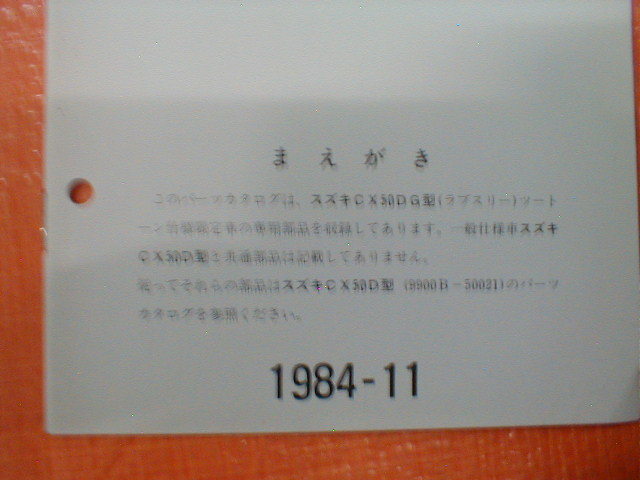 まえがき
このパーツカタログは、スズキCX50DG型(ラブスリー)ツート
ーン特別限定車の専用部品を収録してあります。一般仕様車スズキ
CX50D型と共通部品は記載してありません。
従ってそれらの部品はスズキCX50D型 (9900B-50021)のパーツ
カタログを参照ください。
1984-11